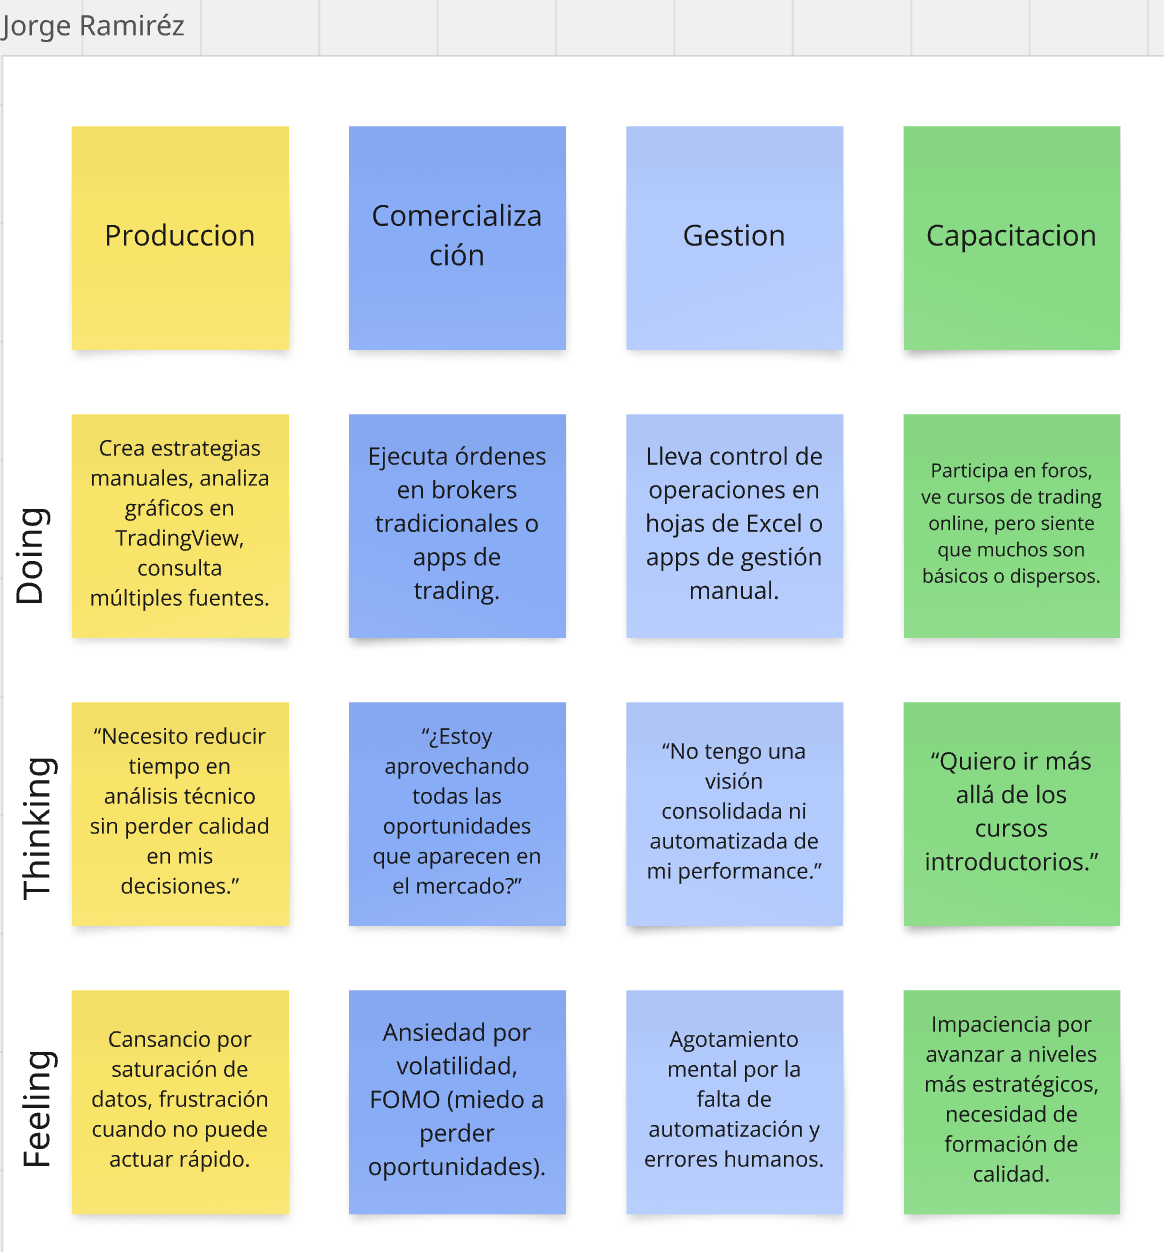 Jorge Ramiréz
Produccion
Comercializa
ción
Gestion
Capacitacion
Doing
Crea estrategias
manuales, analiza
gráficos en
TradingView,
consulta
múltiples fuentes.
Ejecuta órdenes
en brokers
tradicionales o
apps de
trading.
Lleva control de
operaciones en
hojas de Excel o
apps de gestión
manual.
Participa en foros,
ve cursos de trading
online, pero siente
que muchos son
básicos o dispersos.
Thinking
“Necesito reducir
tiempo en
análisis técnico
sin perder calidad
en mis
decisiones.”
“¿Estoy
aprovechando
todas las
oportunidades
que aparecen en
el mercado?”
“No tengo una
visión
consolidada ni
automatizada de
mi performance.”
“Quiero ir más
allá de los
cursos
introductorios.”
Feeling
Cansancio por
saturación de
datos, frustración
cuando no puede
actuar rápido.
Ansiedad por
volatilidad,
FOMO (miedo a
perder
oportunidades).
Agotamiento
mental por la
falta de
automatización y
errores humanos.
Impaciencia por
avanzar a niveles
más estratégicos,
necesidad de
formación de
calidad.